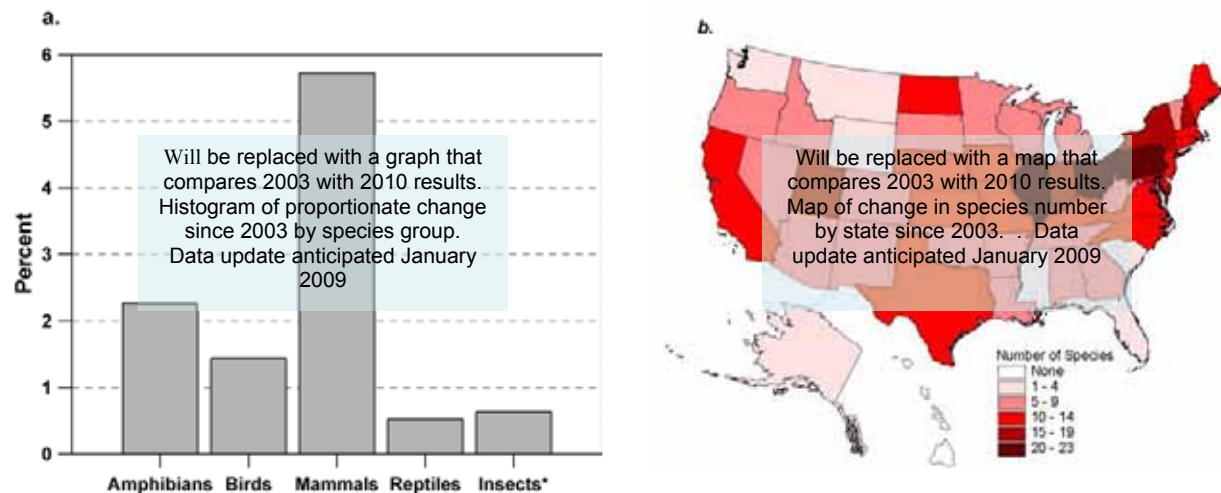 a.
6
5
4
3
2
1
0
Percent
Will be replaced with a graph that
compares 2003 with 2010 results.
Histogram of proportionate change
since 2003 by species group.
Data update anticipated January
2009
Amphibians Birds Mammals Reptiles Insects*
b.
Will be replaced with a map that
compares 2003 with 2010 results.
Map of change in species number
by state since 2003. . Data
update anticipated January 2009
Number of Species
None
1 - 4
5 - 9
10 - 14
15 - 19
20 - 23